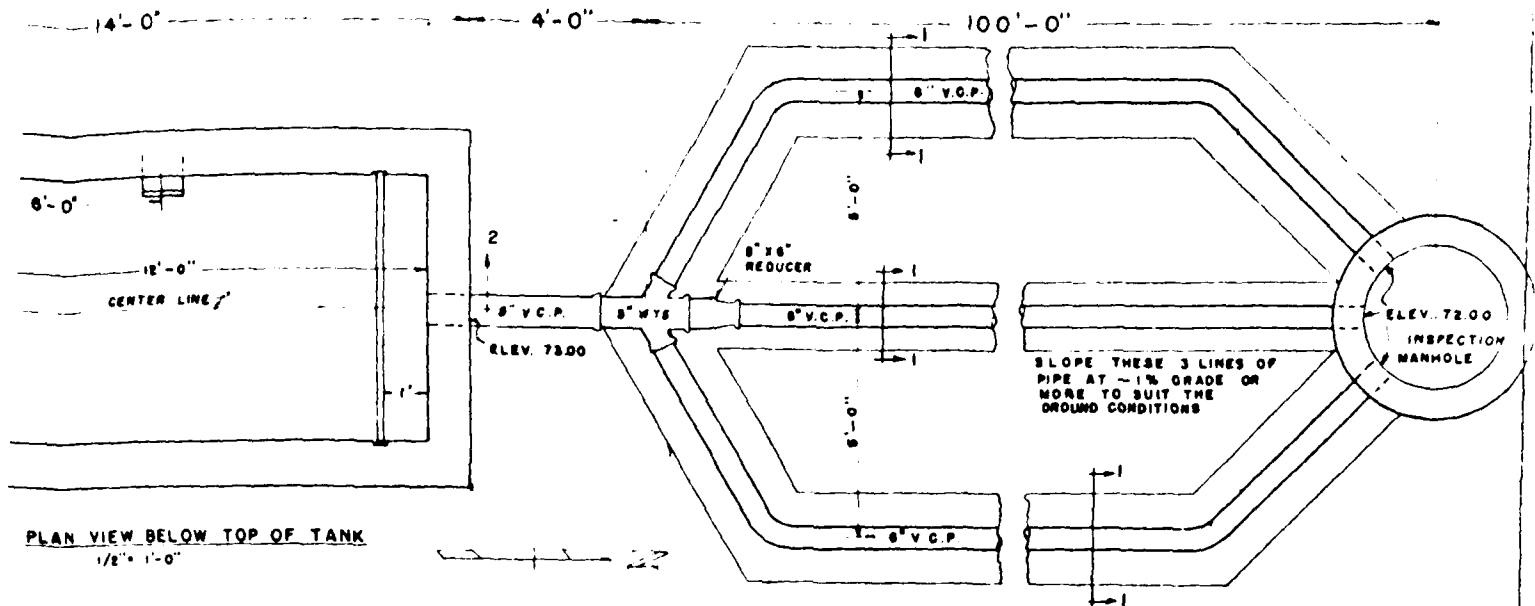 14'-0"
4'-0"
100'-0"
1
6" V.C.P.
1
6'-0"
5'-0"
2
12'-0"
CENTER LINE
8" X 6"
REDUCER
1
8" V.C.P.
8" WYE
6" V.C.P.
ELEV. 72.00
ELEV. 73.00
INSPECTION
MANHOLE
1
SLOPE THESE 3 LINES OF
PIPE AT ~1% GRADE OR
MORE TO SUIT THE
GROUND CONDITIONS
1'
5'-0"
1
PLAN VIEW BELOW TOP OF TANK
6" V.C.P.
1/2" = 1'-0"
1